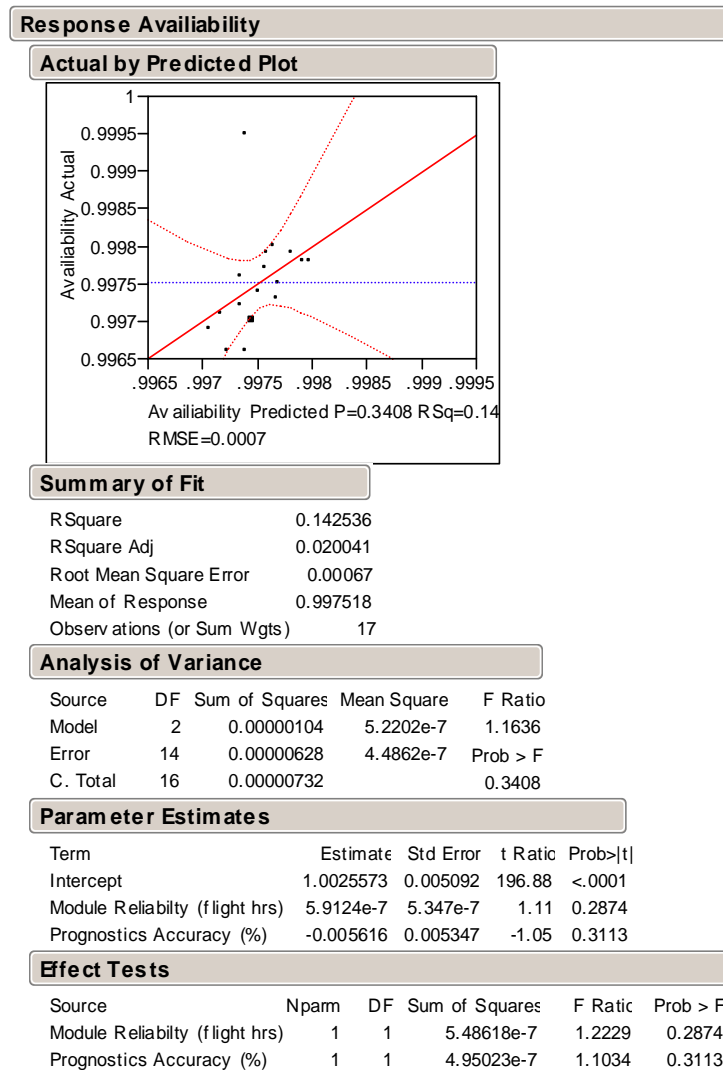 Response Availiability
Actual by Predicted Plot
1
0.9995
0.999
0.9985
0.998
0.9975
0.997
0.9965
Availiability Actual
.9965 .997 .9975 .998 .9985 .999 .9995
Availiability Predicted P=0.3408 RSq=0.14
RMSE=0.0007
Summary of Fit
RSquare 0.142536
RSquare Adj 0.020041
Root Mean Square Error 0.00067
Mean of Response 0.997518
Observations (or Sum Wgts) 17
Analysis of Variance
Source DF Sum of Squares Mean Square F Ratio
Model 2 0.00000104 5.2202e-7 1.1636
Error 14 0.00000628 4.4862e-7 Prob > F
C. Total 16 0.00000732 0.3408
Parameter Estimates
Term Estimate Std Error t Ratio Prob>|t|
Intercept 1.0025573 0.005092 196.88 <.0001
Module Reliabilty (flight hrs) 5.9124e-7 5.347e-7 1.11 0.2874
Prognostics Accuracy (%) -0.005616 0.005347 -1.05 0.3113
Effect Tests
Source Nparm DF Sum of Squares F Ratio Prob > F
Module Reliabilty (flight hrs) 1 1 5.48618e-7 1.2229 0.2874
Prognostics Accuracy (%) 1 1 4.95023e-7 1.1034 0.3113